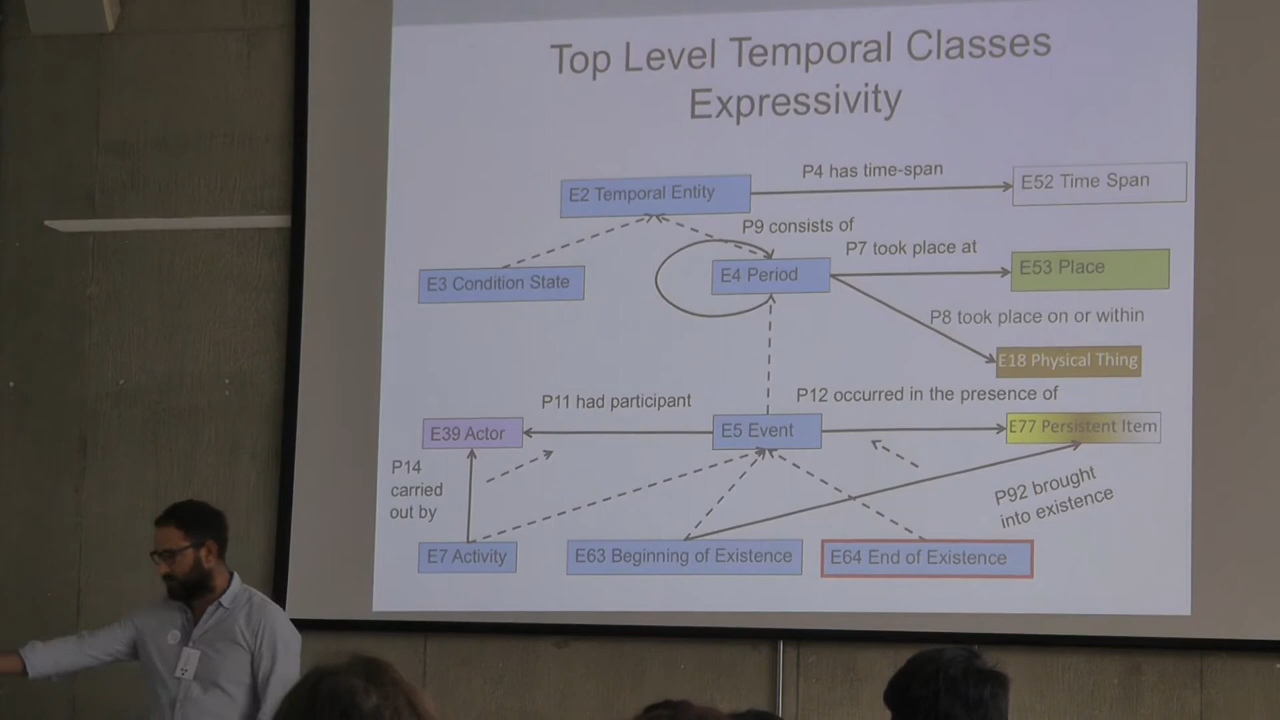 Top Level Temporal Classes
Expressivity
P4 has time-span
E2 Temporal Entity
E52 Time Span
P9 consists of
P7 took place at
E3 Condition State
E4 Period
E53 Place
P8 took place on or within
E18 Physical Thing
P11 had participant
P12 occurred in the presence of
E39 Actor
E5 Event
E77 Persistent Item
P14
carried
out by
P92 brought
into existence
E7 Activity
E63 Beginning of Existence
E64 End of Existence